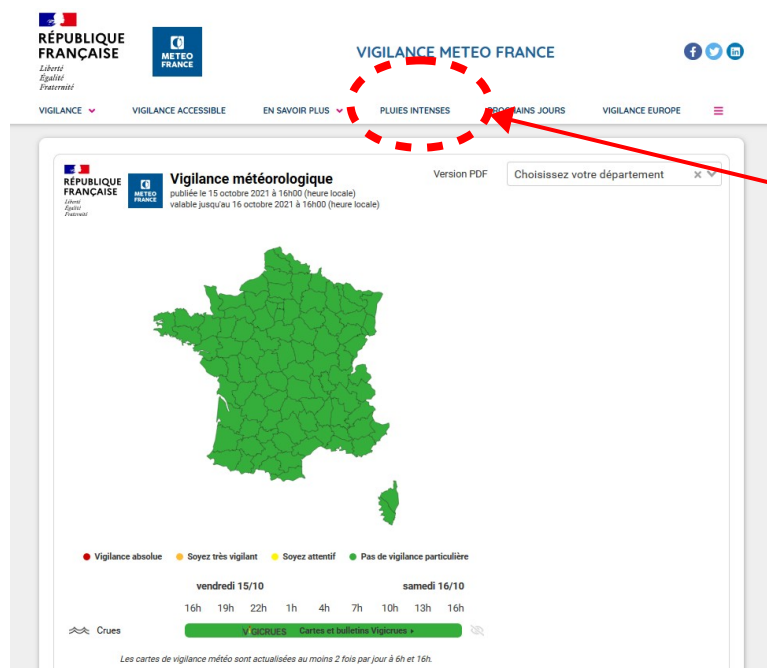 RÉPUBLIQUE
FRANÇAISE
Liberté
Égalité
Fraternité
METEO
FRANCE
VIGILANCE METEO FRANCE
VIGILANCE
VIGILANCE ACCESSIBLE
EN SAVOIR PLUS
PLUIES INTENSES
PROCHAINS JOURS
VIGILANCE EUROPE
RÉPUBLIQUE
FRANÇAISE
Liberté
Égalité
Fraternité
METEO
FRANCE
Vigilance météorologique
publiée le 15 octobre 2021 à 16h00 (heure locale)
valable jusqu'au 16 octobre 2021 à 16h00 (heure locale)
Version PDF
Choisissez votre département
Vigilance absolue
Soyez très vigilant
Soyez attentif
Pas de vigilance particulière
vendredi 15/10 samedi 16/10
16h 19h 22h 1h 4h 7h 10h 13h 16h
Crues
VIGICRUES Cartes et bulletins Vigicrues
Les cartes de vigilance météo sont actualisées au moins 2 fois par jour à 6h et 16h.